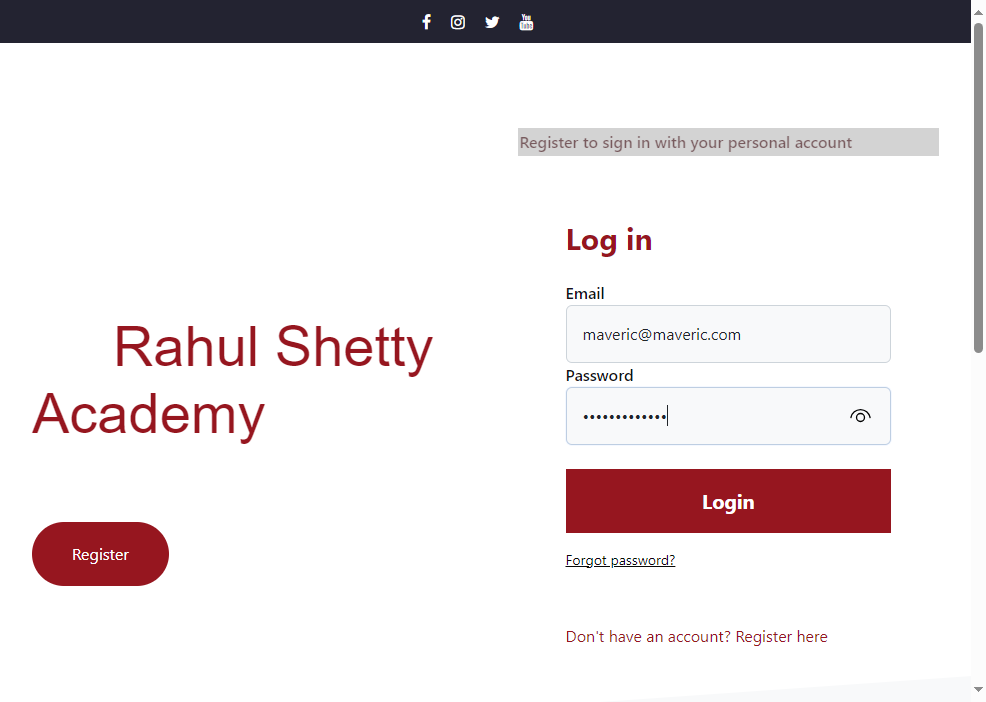 Register to sign in with your personal account
Log in
Email
maveric@maveric.com
Password
•••••••••••••
Rahul Shetty
Academy
Login
Register
Forgot password?
Don't have an account? Register here